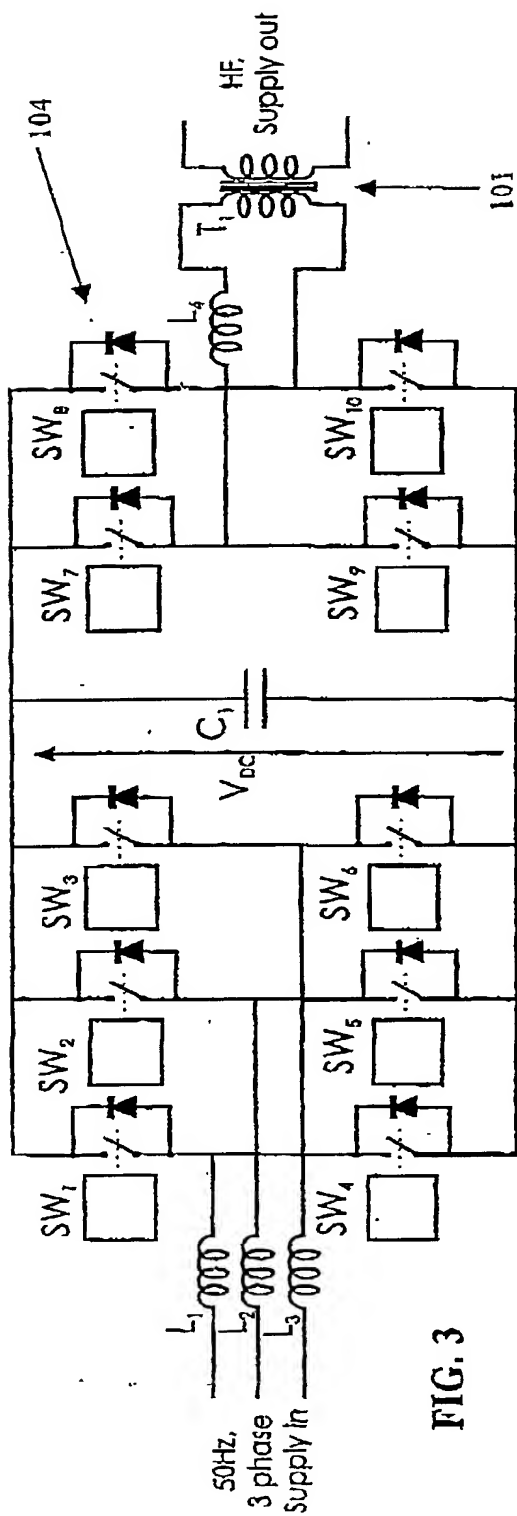 50Hz,
3 phase
Supply in
L1
L2
L3
SW1
SW2
SW3
SW4
SW5
SW6
VDC
C1
SW7
SW8
SW9
SW10
L4
T1
HF,
Supply out
104
101
FIG. 3